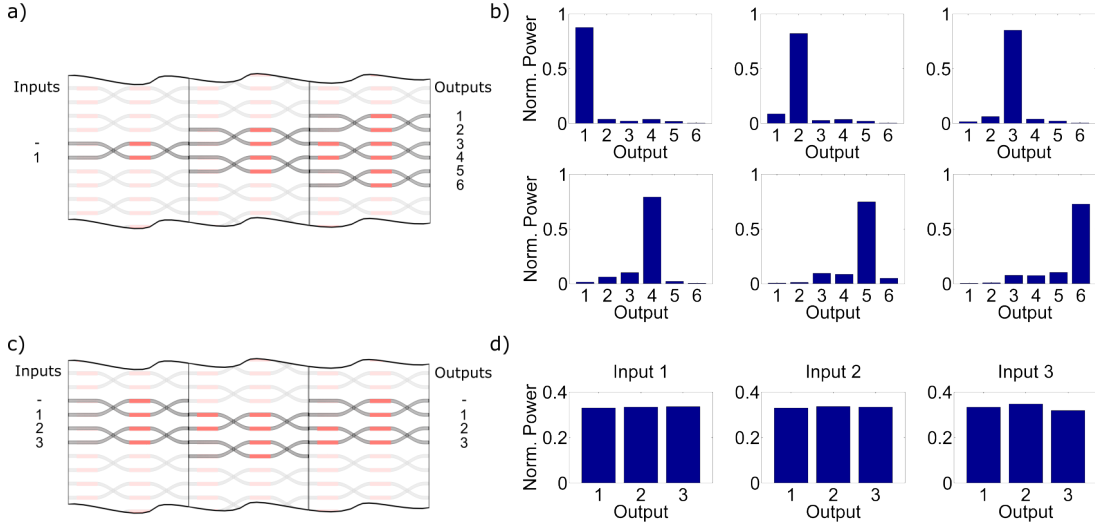 a)
Inputs
-
1
Outputs
1
2
3
4
5
6
b)
Norm. Power
1
0.5
0
1 2 3 4 5 6
Output
1
0.5
0
1 2 3 4 5 6
Output
1
0.5
0
1 2 3 4 5 6
Output
Norm. Power
1
0.5
0
1 2 3 4 5 6
Output
1
0.5
0
1 2 3 4 5 6
Output
1
0.5
0
1 2 3 4 5 6
Output
c)
Inputs
-
1
2
3
Outputs
-
1
2
3
d)
Input 1
Norm. Power
0.4
0.2
0
1 2 3
Output
Input 2
0.4
0.2
0
1 2 3
Output
Input 3
0.4
0.2
0
1 2 3
Output